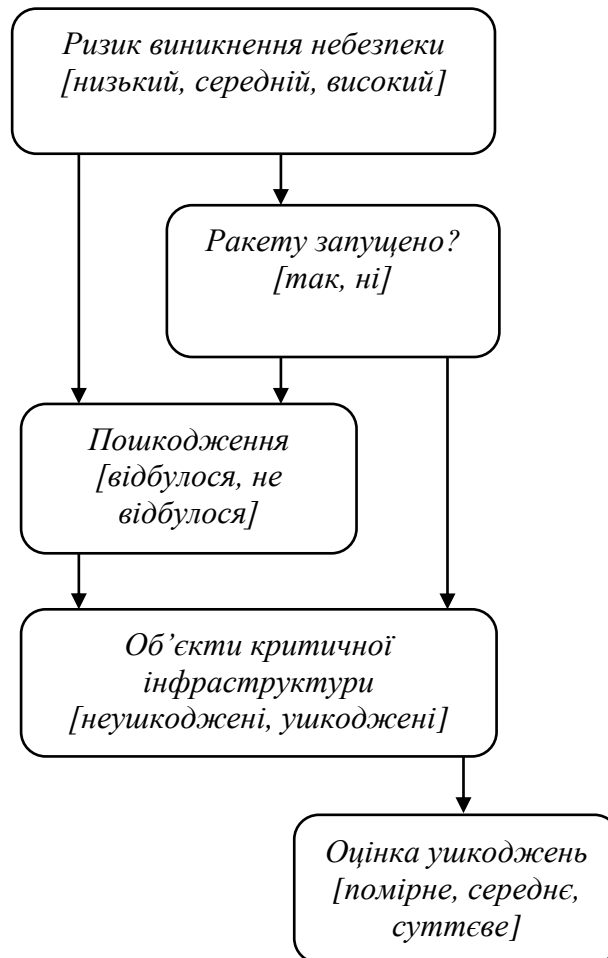 Ризик виникнення небезпеки
[низький, середній, високий]
Ракету запущено?
[так, ні]
Пошкодження
[відбулося, не
відбулося]
Об’єкти критичної
інфраструктури
[неушкоджені, ушкоджені]
Оцінка ушкоджень
[помірне, середнє,
суттєве]